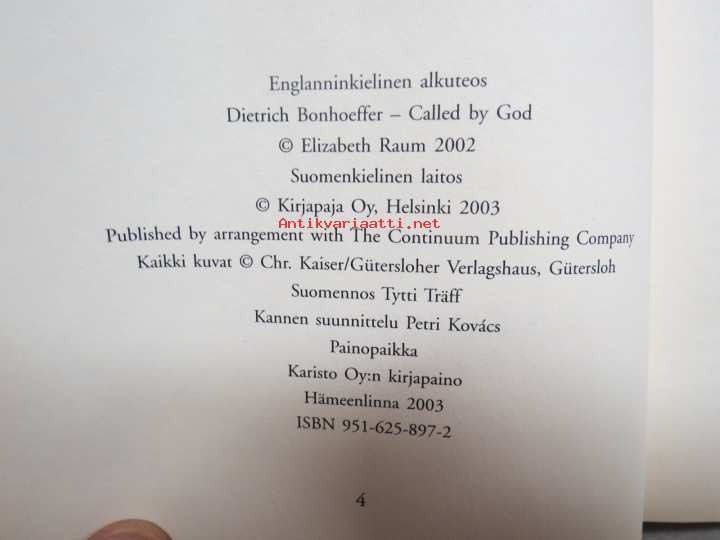 Englanninkielinen alkuteos
Dietrich Bonhoeffer – Called by God
© Elizabeth Raum 2002
Suomenkielinen laitos
© Kirjapaja Oy, Helsinki 2003
Antikvariaatti.net
Published by arrangement with The Continuum Publishing Company
Kaikki kuvat © Chr. Kaiser/Gütersloher Verlagshaus, Gütersloh
Suomennos Tytti Träff
Kannen suunnittelu Petri Kovács
Painopaikka
Karisto Oy:n kirjapaino
Hämeenlinna 2003
ISBN 951-625-897-2
4